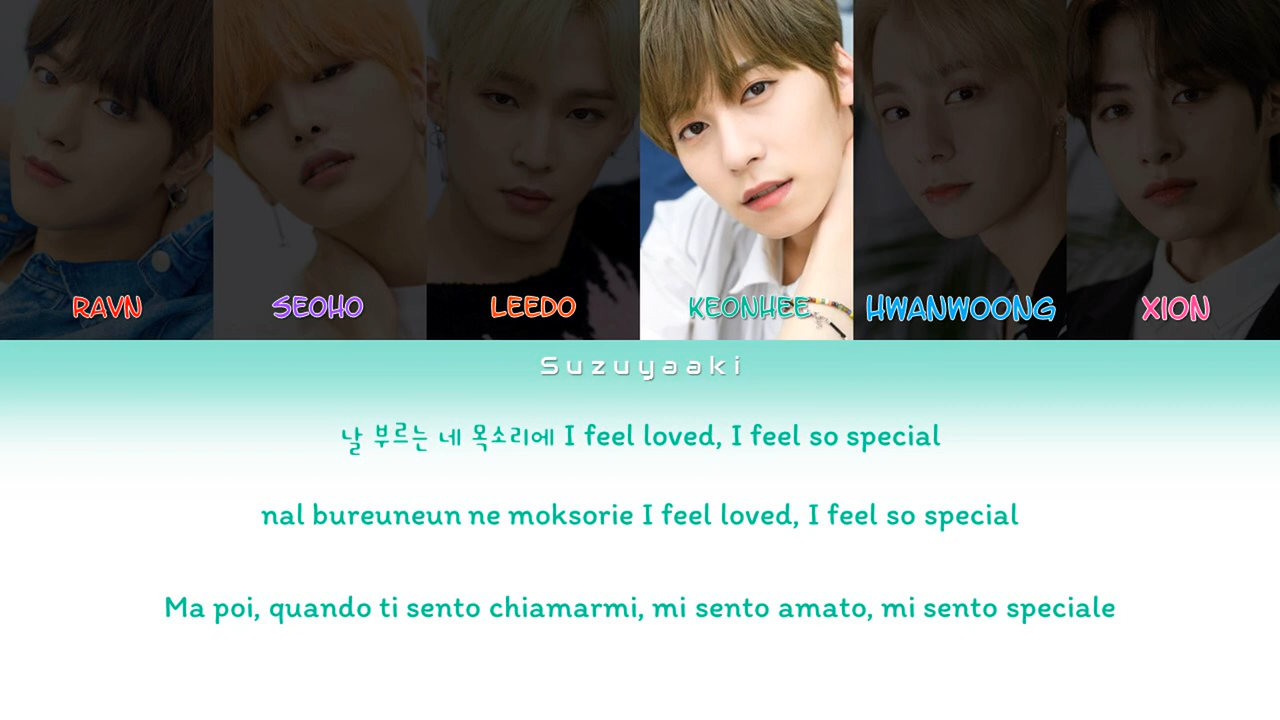 RAVN SEOHO LEEDO KEONHEE HWANWOONG XION
Suzuyaaki
날 부르는 네 목소리에 I feel loved, I feel so special
nal bureuneun ne moksorie I feel loved, I feel so special
Ma poi, quando ti sento chiamarmi, mi sento amato, mi sento speciale